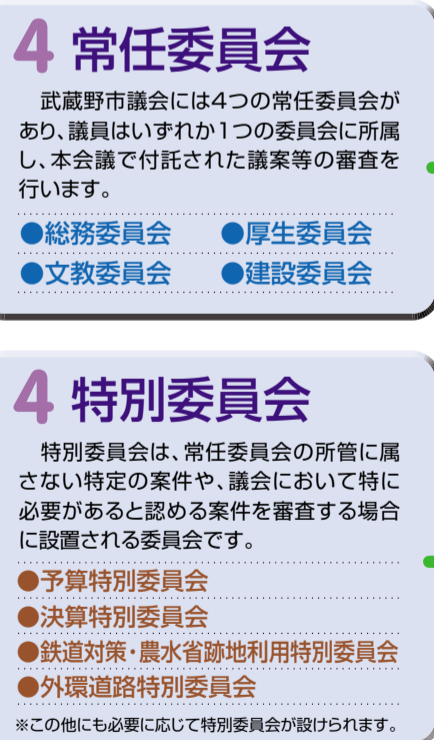 4 常任委員会
武蔵野市議会には4つの常任委員会が
あり、議員はいずれか1つの委員会に所属
し、本会議で付託された議案等の審査を
行います。
●総務委員会 ●厚生委員会
●文教委員会 ●建設委員会
4 特別委員会
特別委員会は、常任委員会の所管に属
さない特定の案件や、議会において特に
必要があると認める案件を審査する場合
に設置される委員会です。
●予算特別委員会
●決算特別委員会
●鉄道対策・農水省跡地利用特別委員会
●外環道路特別委員会
※この他にも必要に応じて特別委員会が設けられます。